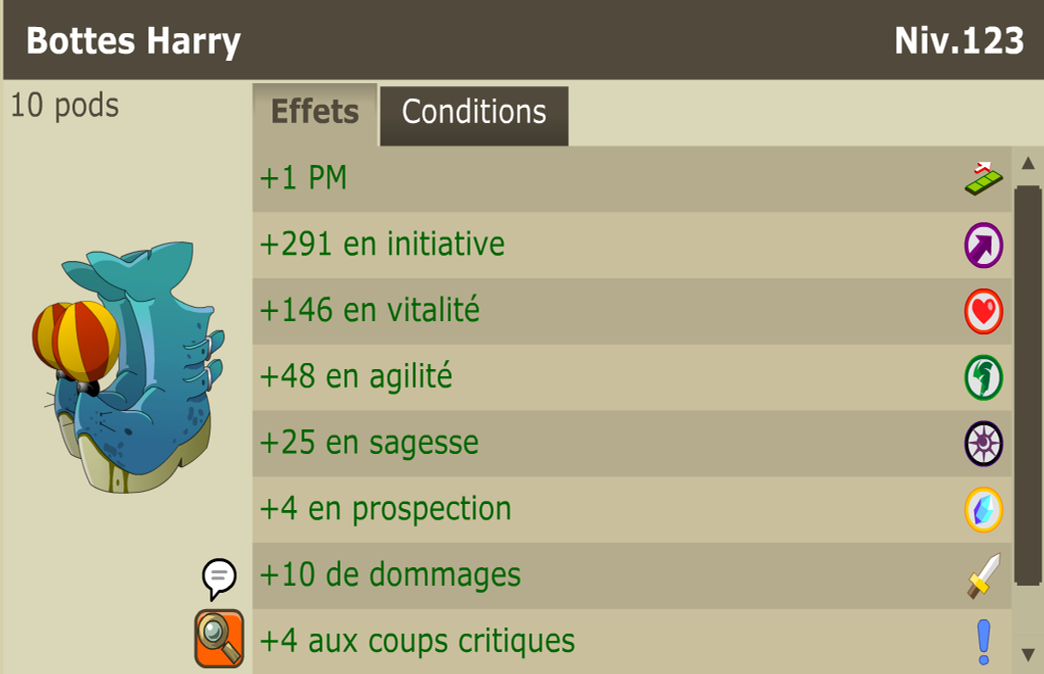 Bottes Harry
Niv.123
10 pods
Effets
Conditions
+1 PM
+291 en initiative
+146 en vitalité
+48 en agilité
+25 en sagesse
+4 en prospection
+10 de dommages
+4 aux coups critiques